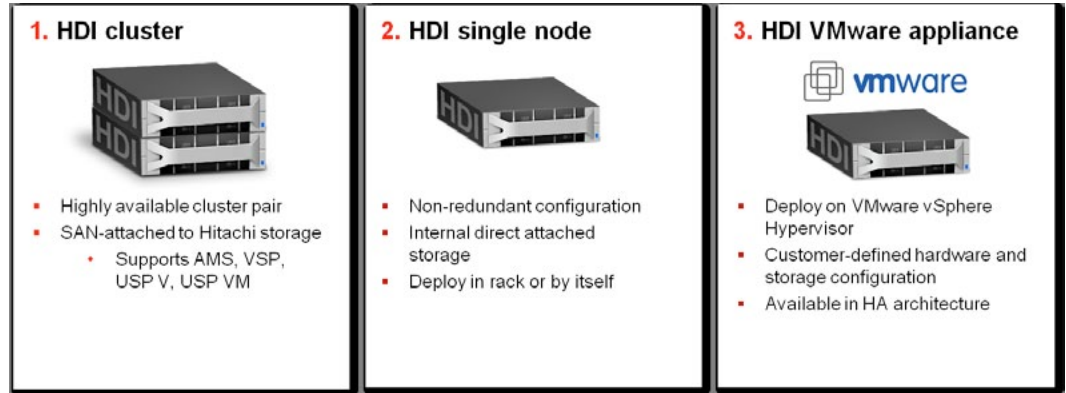 1. HDI cluster
HDI
HDI
Highly available cluster pair
SAN-attached to Hitachi storage
Supports AMS, VSP,
USP V, USP VM
2. HDI single node
HDI
Non-redundant configuration
Internal direct attached
storage
Deploy in rack or by itself
3. HDI VMware appliance
vmware
HDI
Deploy on VMware vSphere
Hypervisor
Customer-defined hardware and
storage configuration
Available in HA architecture